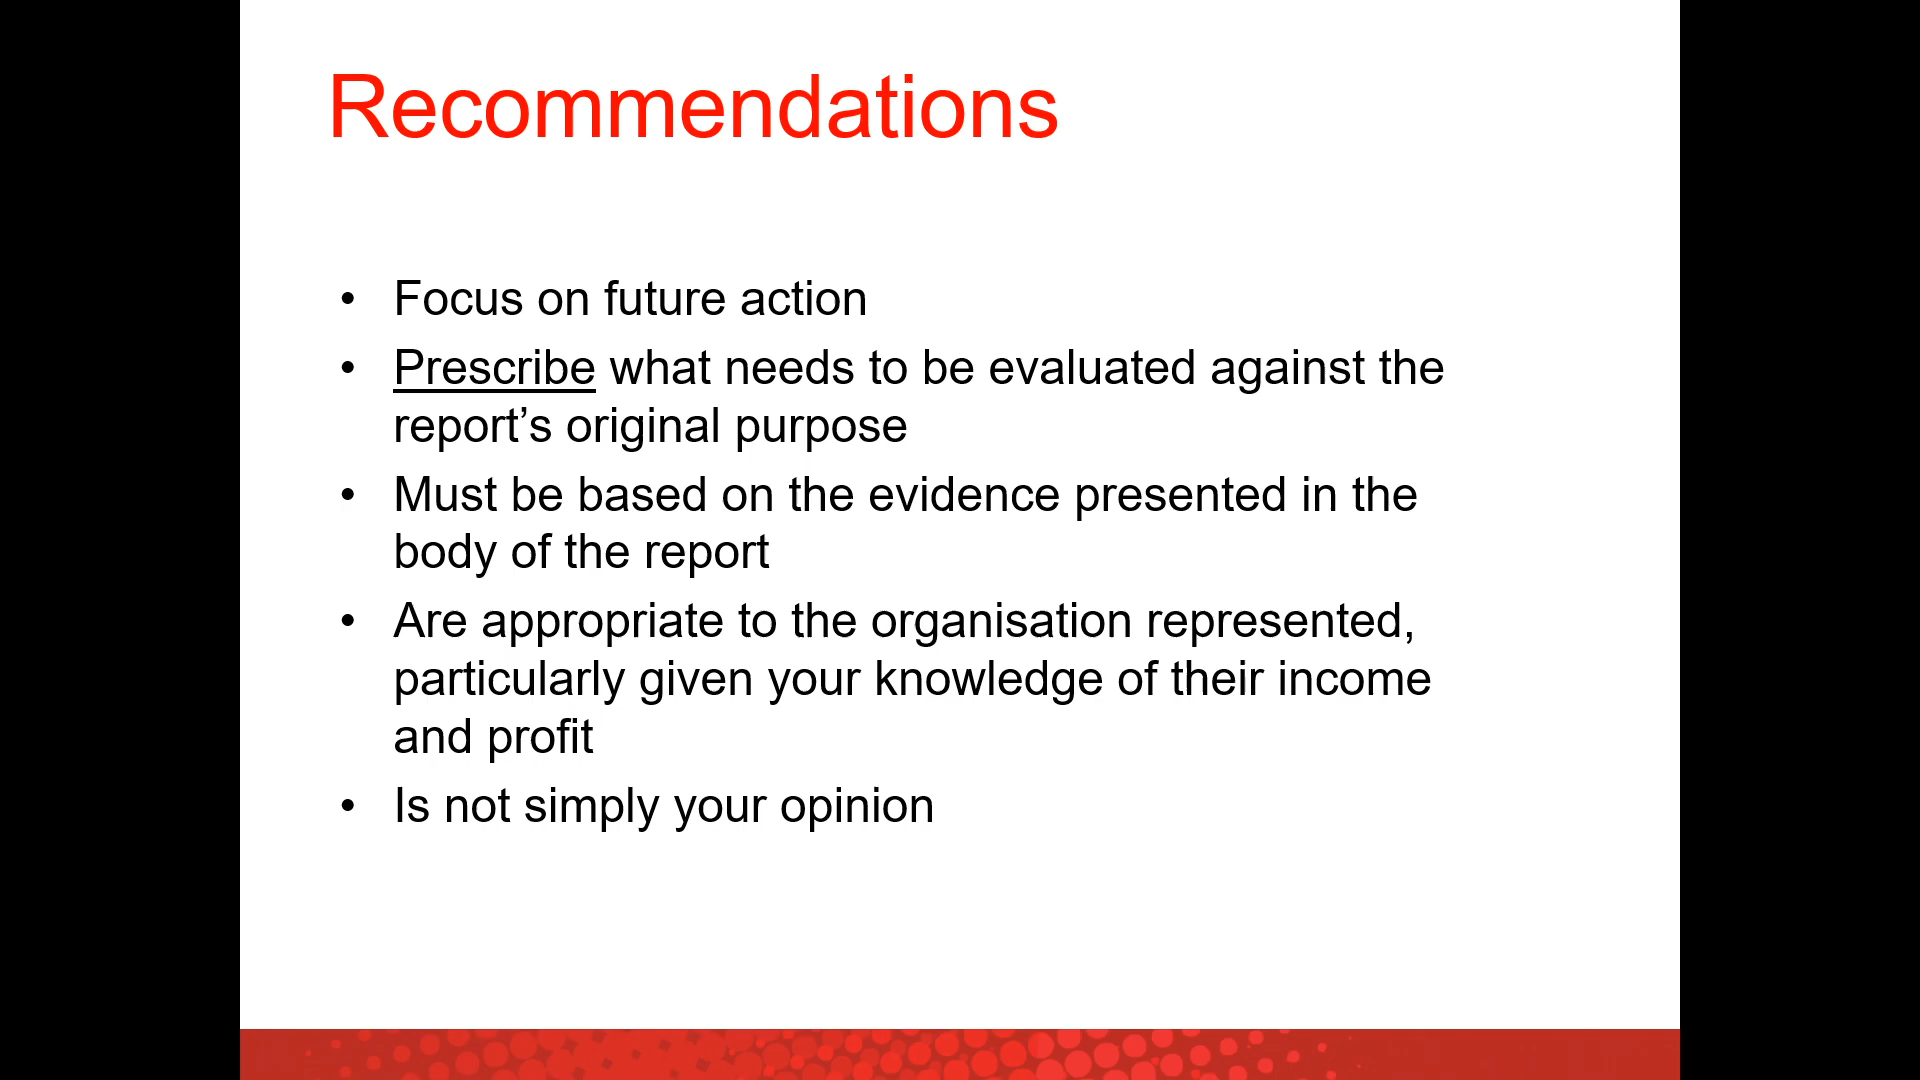 Recommendations
• Focus on future action
• Prescribe what needs to be evaluated against the
report’s original purpose
• Must be based on the evidence presented in the
body of the report
• Are appropriate to the organisation represented,
particularly given your knowledge of their income
and profit
• Is not simply your opinion